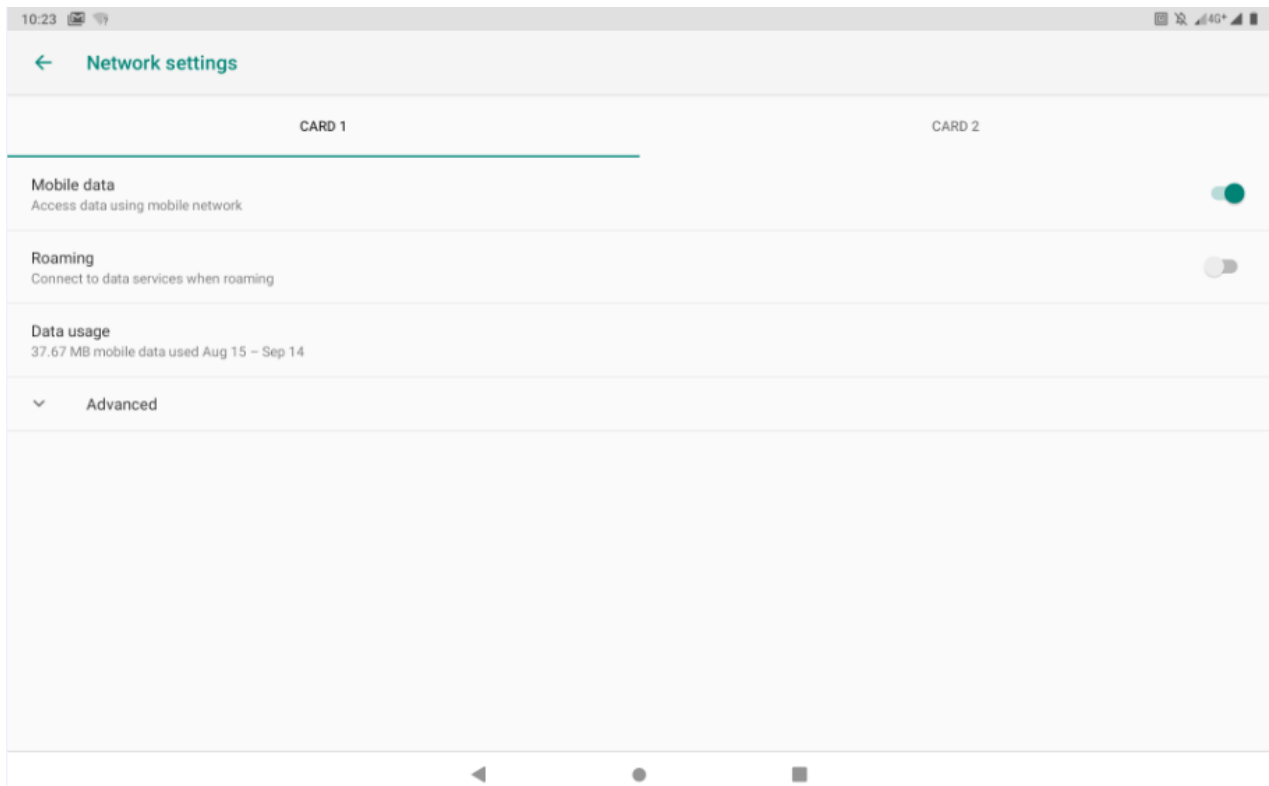 10:23
4G+
Network settings
CARD 1
CARD 2
Mobile data
Access data using mobile network
Roaming
Connect to data services when roaming
Data usage
37.67 MB mobile data used Aug 15 – Sep 14
Advanced